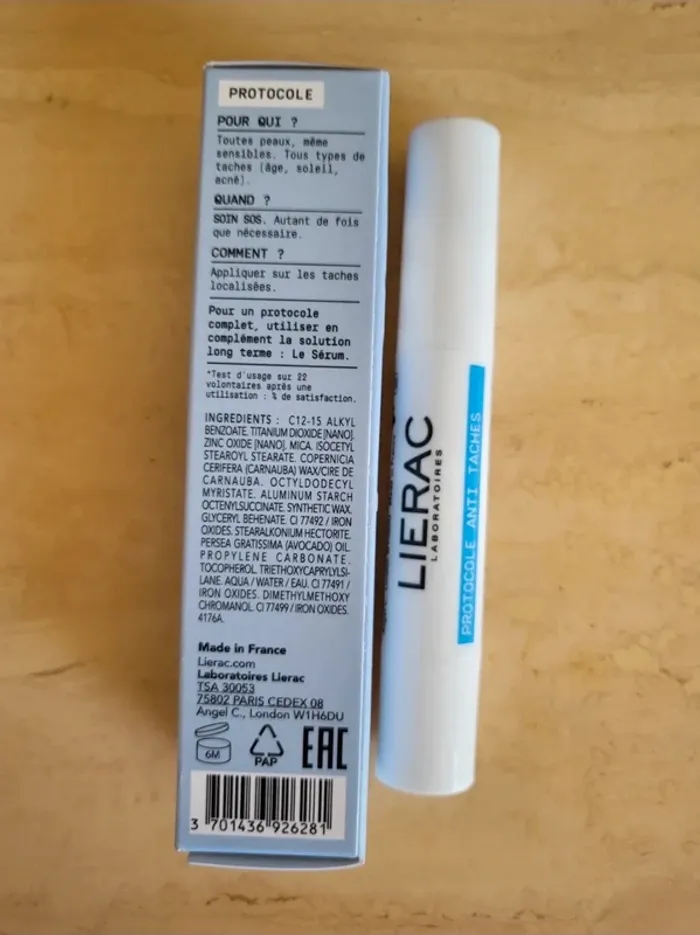 PROTOCOLE
POUR QUI ?
Toutes peaux, même
sensibles. Tous types de
taches (âge, soleil,
acné).
QUAND ?
SOIN SOS. Autant de fois
que nécessaire.
COMMENT ?
Appliquer sur les taches
localisées.
Pour un protocole
complet, utiliser en
complément la solution
long terme : Le Sérum.
*Test d'usage sur 22
volontaires après une
utilisation : % de satisfaction.
INGREDIENTS : C12-15 ALKYL
BENZOATE. TITANIUM DIOXIDE [NANO].
ZINC OXIDE [NANO]. MICA. ISOCETYL
STEAROYL STEARATE. COPERNICIA
CERIFERA (CARNAUBA) WAX/CIRE DE
CARNAUBA. OCTYLDODECYL
MYRISTATE. ALUMINUM STARCH
OCTENYLSUCCINATE. SYNTHETIC WAX.
GLYCERYL BEHENATE. CI 77492 / IRON
OXIDES. STEARALKONIUM HECTORITE.
PERSEA GRATISSIMA (AVOCADO) OIL.
PROPYLENE CARBONATE.
TOCOPHEROL. TRIETHOXYCAPRYLYLSI-
LANE. AQUA / WATER / EAU. CI 77491 /
IRON OXIDES. DIMETHYLMETHOXY
CHROMANOL. CI 77499 / IRON OXIDES.
4176A.
Made in France
Lierac.com
Laboratoires Lierac
TSA 30053
75802 PARIS CEDEX 08
Angel C., London W1H6DU
6M
PAP
EAC
3 701436 926281
LIERAC
LABORATOIRES
PROTOCOLE ANTI TACHES